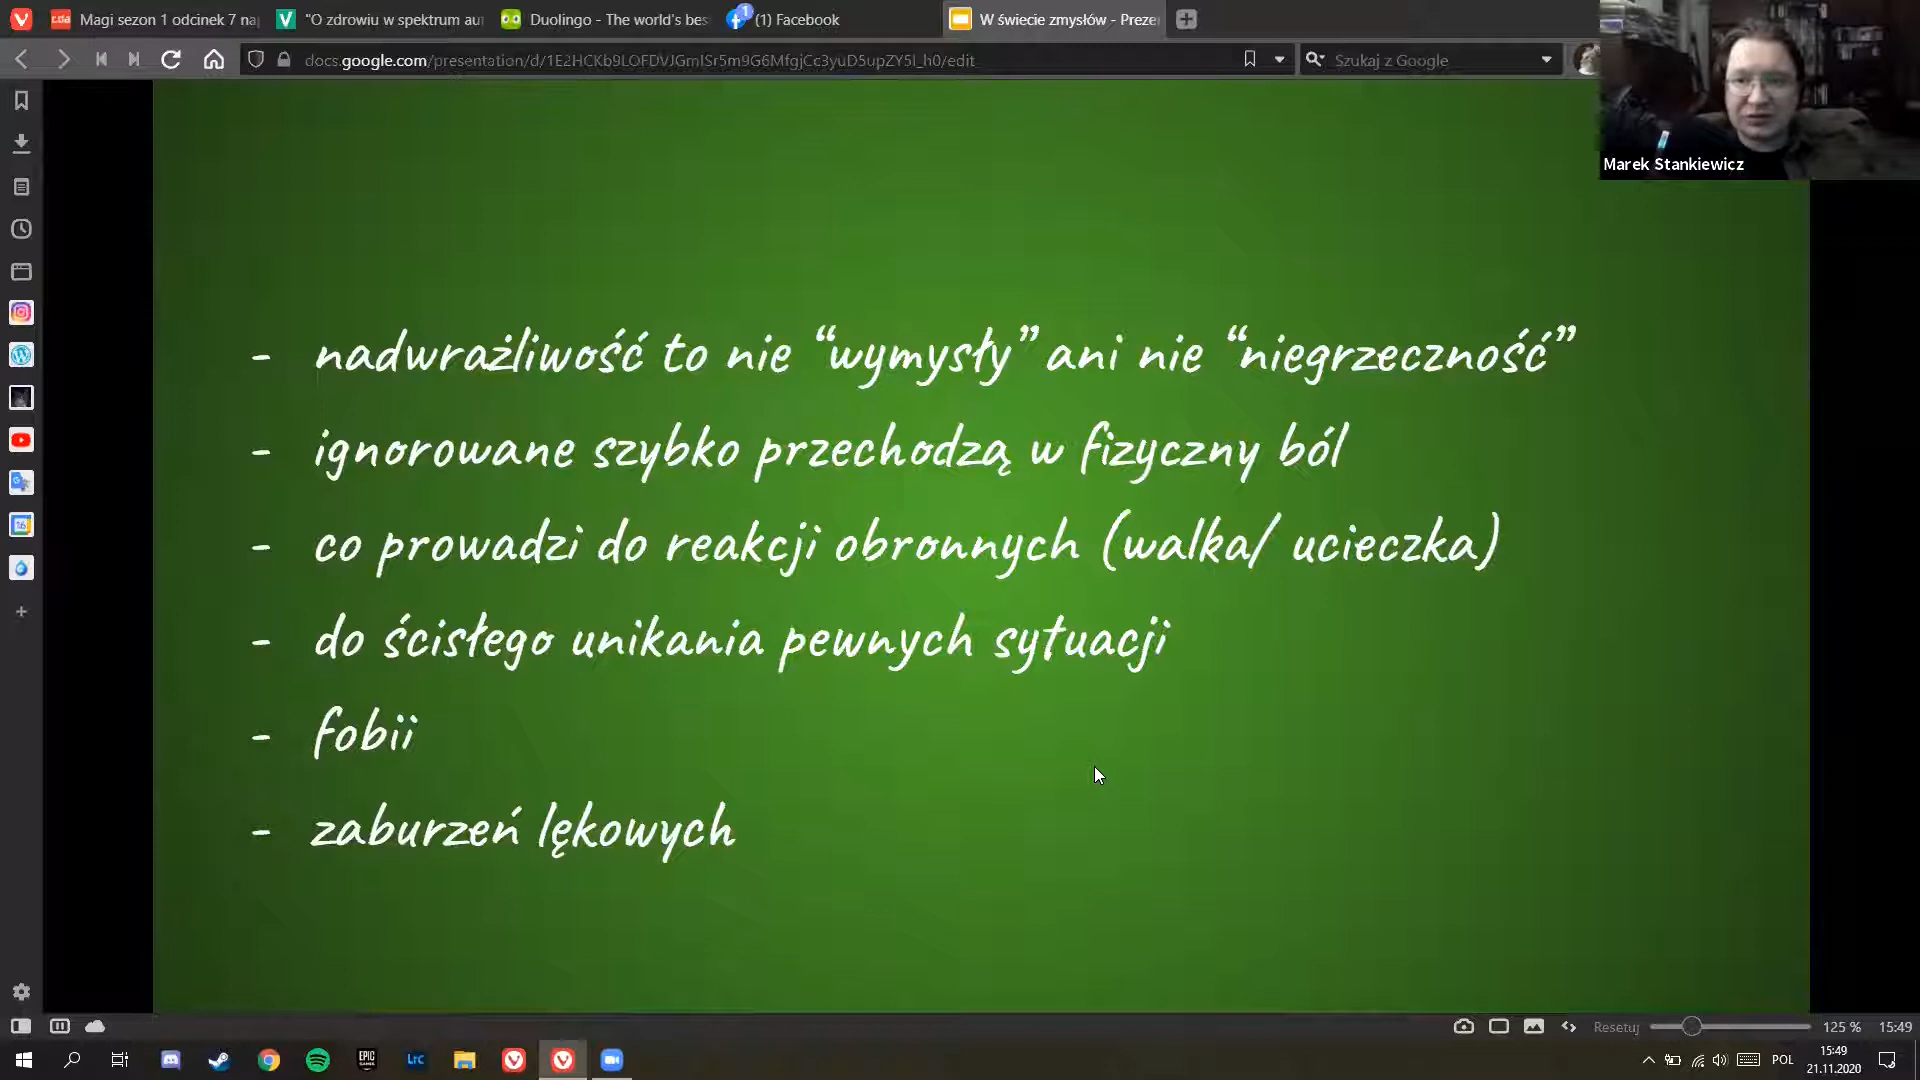 Magi sezon 1 odcinek 7 na
"O zdrowiu w spektrum au
Duolingo - The world's bes
(1) Facebook
W świecie zmysłów - Preze
docs.google.com/presentation/d/
/edit
Szukaj z Google
Marek Stankiewicz
- nadwrażliwość to nie “wymysły” ani nie “niegrzeczność”
- ignorowane szybko przechodzą w fizyczny ból
- co prowadzi do reakcji obronnych (walka/ ucieczka)
- do ścisłego unikania pewnych sytuacji
- fobii
- zaburzeń lękowych
Resetuj
125 %
15:49
EPIC GAMES
Lrc
POL
15:49
21.11.2020